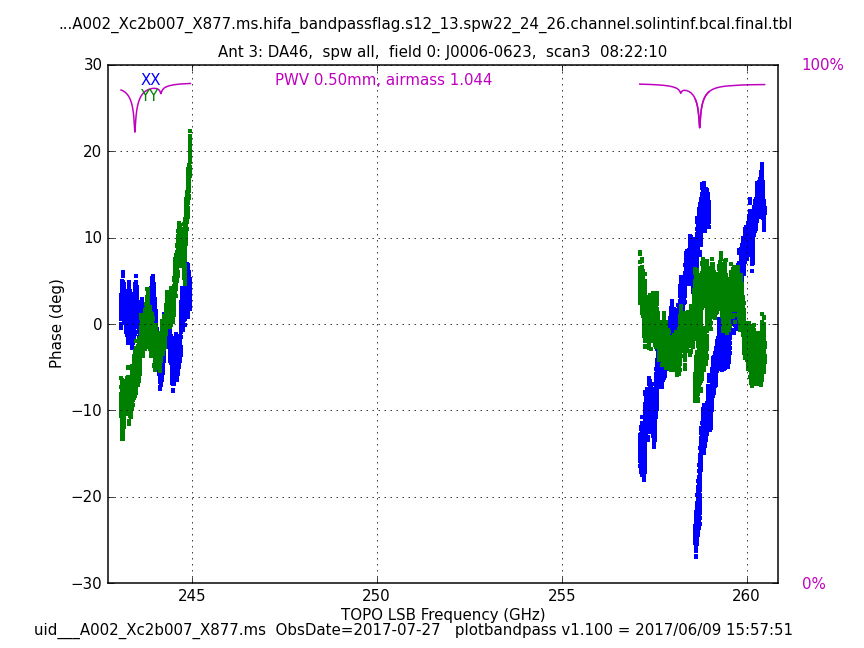 ...A002_Xc2b007_X877.ms.hifa_bandpassflag.s12_13.spw22_24_26.channel.solintinf.bcal.final.tbl
Ant 3: DA46,  spw all,  field 0: J0006-0623,  scan3  08:22:10
30
100%
XX
PWV 0.50mm, airmass 1.044
YY
20
10
0
−10
−20
−30
0%
Phase (deg)
245
250
255
260
TOPO LSB Frequency (GHz)
uid___A002_Xc2b007_X877.ms  ObsDate=2017-07-27   plotbandpass v1.100 = 2017/06/09 15:57:51